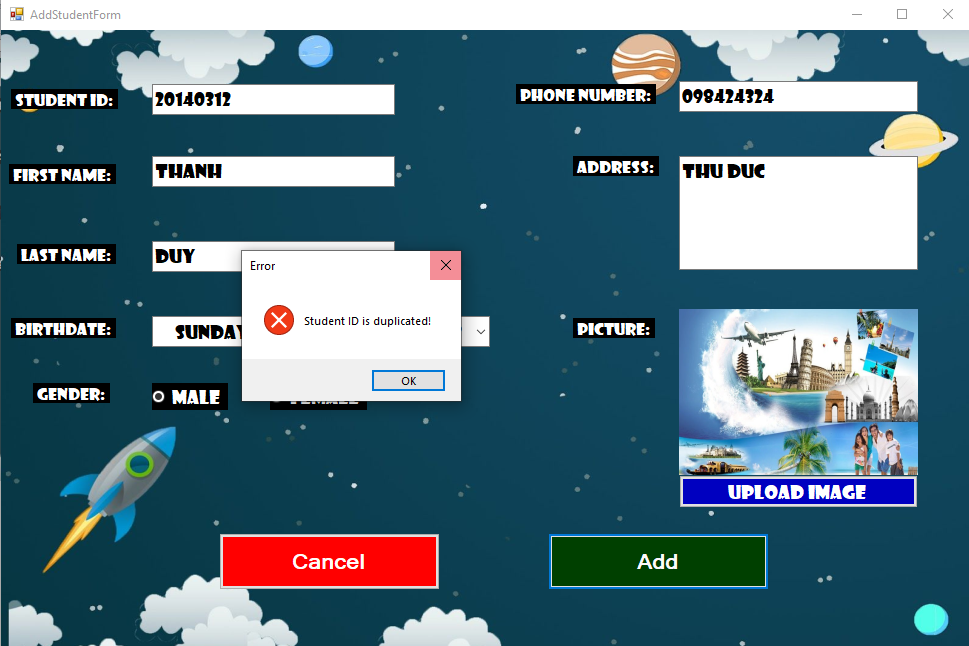 AddStudentForm
STUDENT ID: 20140312
PHONE NUMBER: 098424324
FIRST NAME: THANH
ADDRESS: THU DUC
LAST NAME: DUY
Error
Student ID is duplicated!
OK
BIRTHDATE: SUNDAY
PICTURE:
GENDER: MALE FEMALE
UPLOAD IMAGE
Cancel Add